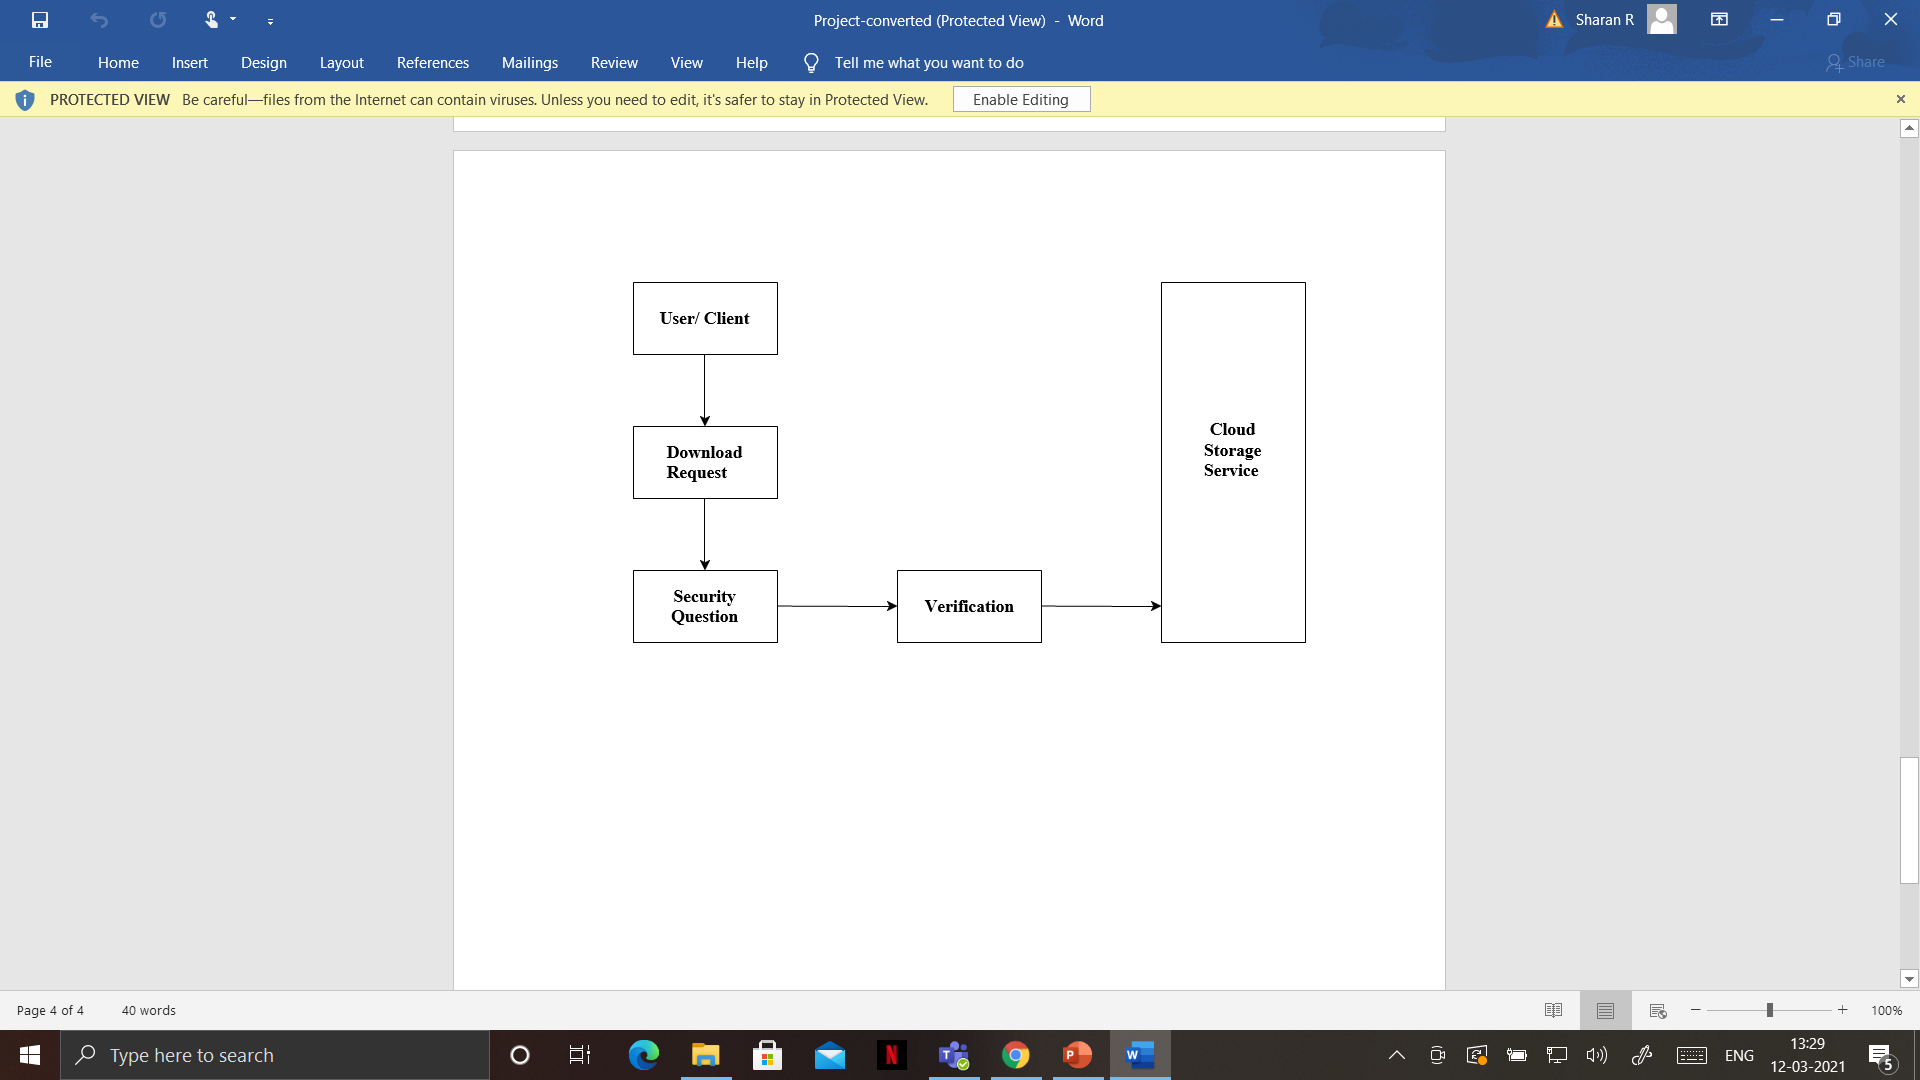 Project-converted (Protected View) - Word
Sharan R
File Home Insert Design Layout References Mailings Review View Help Tell me what you want to do
Share
PROTECTED VIEW Be careful—files from the Internet can contain viruses. Unless you need to edit, it's safer to stay in Protected View.
Enable Editing
User/ Client
Download
Request
Security
Question
Verification
Cloud
Storage
Service
Page 4 of 4
40 words
100%
Type here to search
N
T
P
W
ENG
13:29
12-03-2021
5